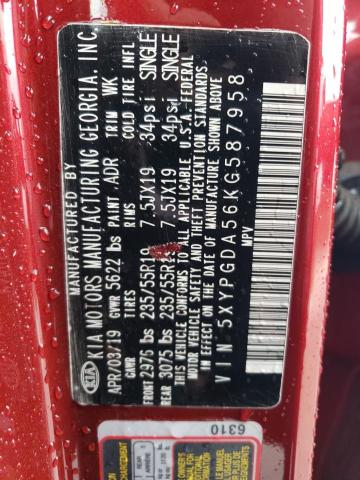 MANUFACTURED BY
KIA MOTORS MANUFACTURING GEORGIA, INC.
KIA
APR/03/19 GVWR 5622 lbs PAINT ADR TRIM WK
TIRES COLD TIRE INFL
FRONT 2976 lbs 235/55R19 7.5JX19 34psi SINGLE
REAR 3075 lbs 235/55R19 7.5JX19 34psi SINGLE
THIS VEHICLE CONFORMS TO ALL APPLICABLE U.S.A. FEDERAL
MOTOR VEHICLE SAFETY AND THEFT PREVENTION STANDARDS
IN EFFECT ON THE DATE OF MANUFACTURE SHOWN ABOVE.
VIN: 5XYPGDA56KG587958
MPV
6310
REAR
ARRIÈRE